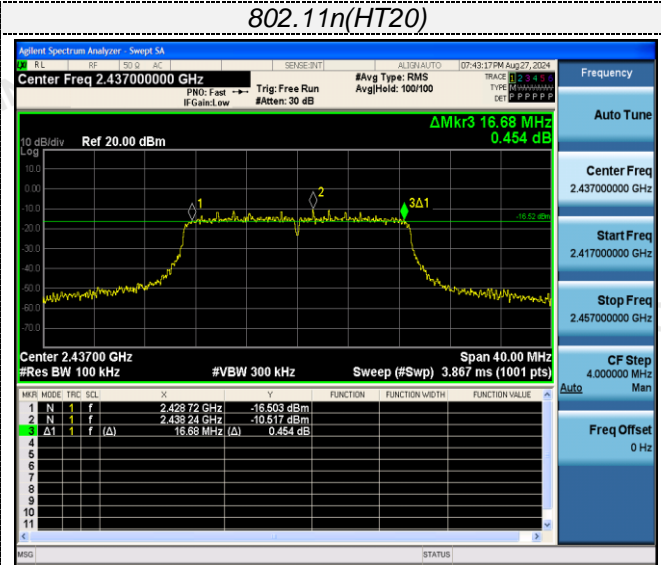 802.11n(HT20)
Agilent Spectrum Analyzer - Swept SA
RL RF 50 Ω AC SENSE:INT ALIGNAUTO 07:43:17 PM Aug 27, 2024
Center Freq 2.437000000 GHz
PNO: Fast Trig: Free Run
IFGain:Low #Atten: 30 dB
#Avg Type: RMS
Avg|Hold: 100/100
TRACE 1 2 3 4 5 6
TYPE M
DET P P P P P P
Frequency
ΔMkr3 16.68 MHz
0.454 dB
10 dB/div Ref 20.00 dBm
Log
10.0
0.00
-10.0
-20.0
-30.0
-40.0
-50.0
-60.0
-70.0
1
2
3Δ1
-16.52 dBm
Center 2.43700 GHz Span 40.00 MHz
#Res BW 100 kHz #VBW 300 kHz Sweep (#Swp) 3.867 ms (1001 pts)
MKR MODE TRC SCL X Y FUNCTION FUNCTION WIDTH FUNCTION VALUE
1 N 1 f 2.428 72 GHz -16.503 dBm
2 N 1 f 2.438 24 GHz -10.517 dBm
3 Δ1 1 f (Δ) 16.68 MHz (Δ) 0.454 dB
4
5
6
7
8
9
10
11
MSG STATUS
Auto Tune
Center Freq
2.437000000 GHz
Start Freq
2.417000000 GHz
Stop Freq
2.457000000 GHz
CF Step
4.000000 MHz
Auto Man
Freq Offset
0 Hz